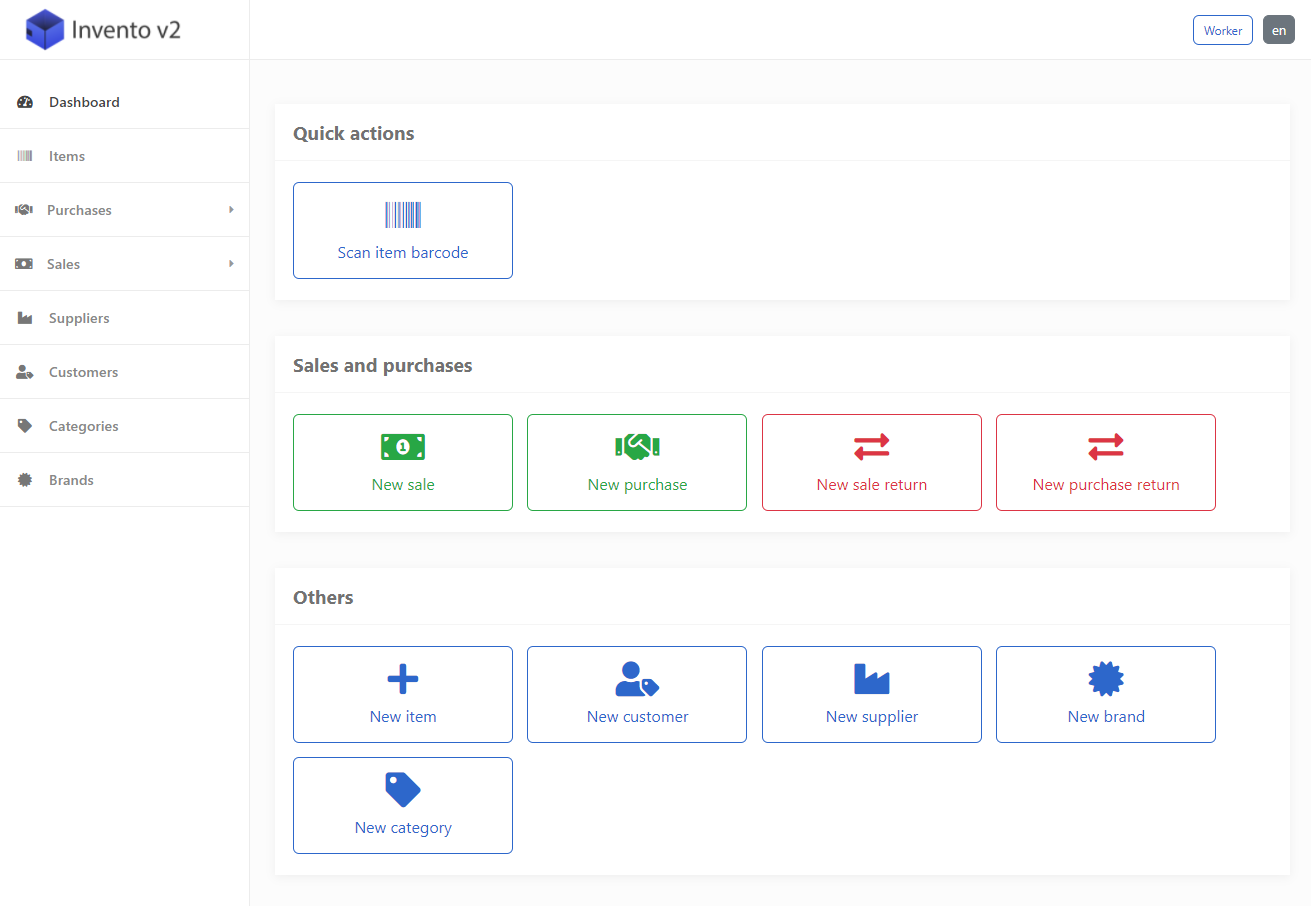 Invento v2
Worker
en
Dashboard
Items
Purchases
Sales
Suppliers
Customers
Categories
Brands
Quick actions
Scan item barcode
Sales and purchases
1
New sale
New purchase
New sale return
New purchase return
Others
New item
New customer
New supplier
New brand
New category